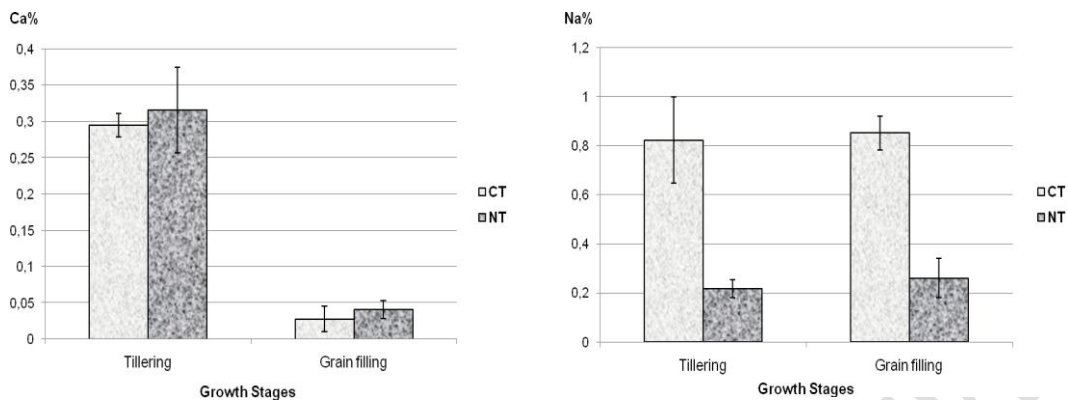 Ca%
0,4
0,35
0,3
0,25
0,2
0,15
0,1
0,05
0
Tillering Grain filling
Growth Stages
CT
NT
Na%
1,2
1
0,8
0,6
0,4
0,2
0
Tillering Grain filling
Growth Stages
CT
NT